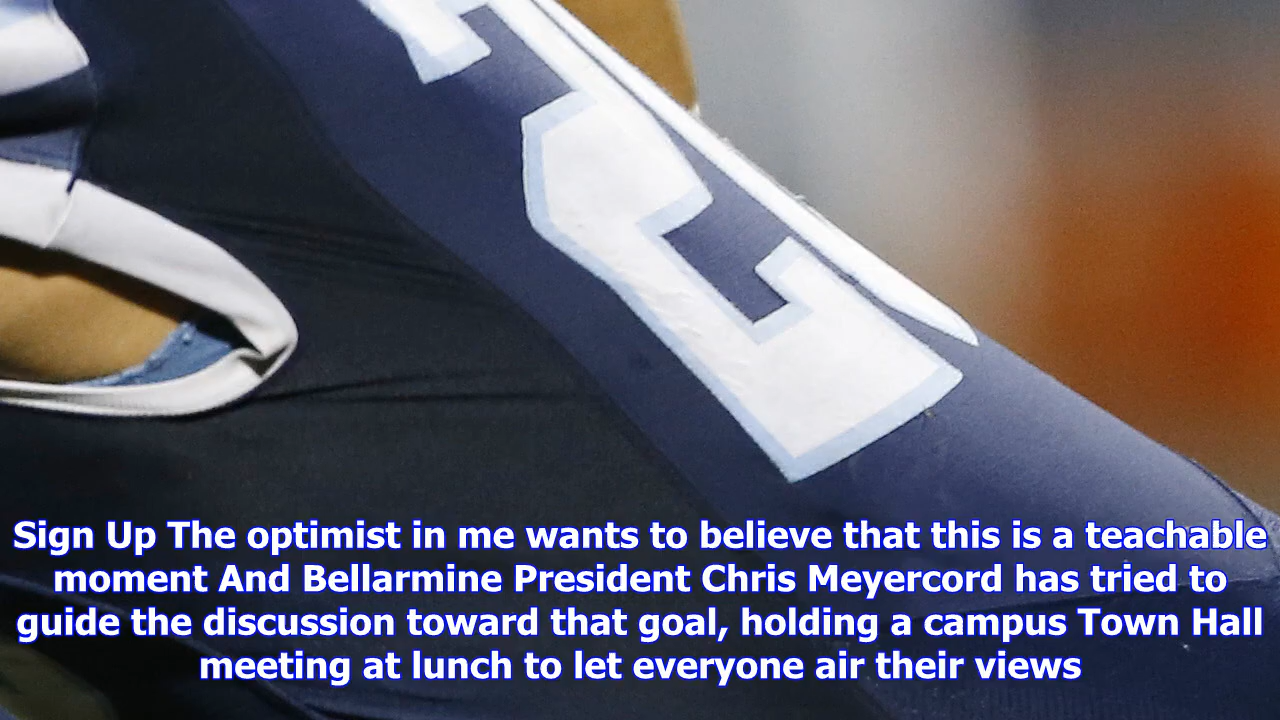 Sign Up The optimist in me wants to believe that this is a teachable
moment And Bellarmine President Chris Meyercord has tried to
guide the discussion toward that goal, holding a campus Town Hall
meeting at lunch to let everyone air their views